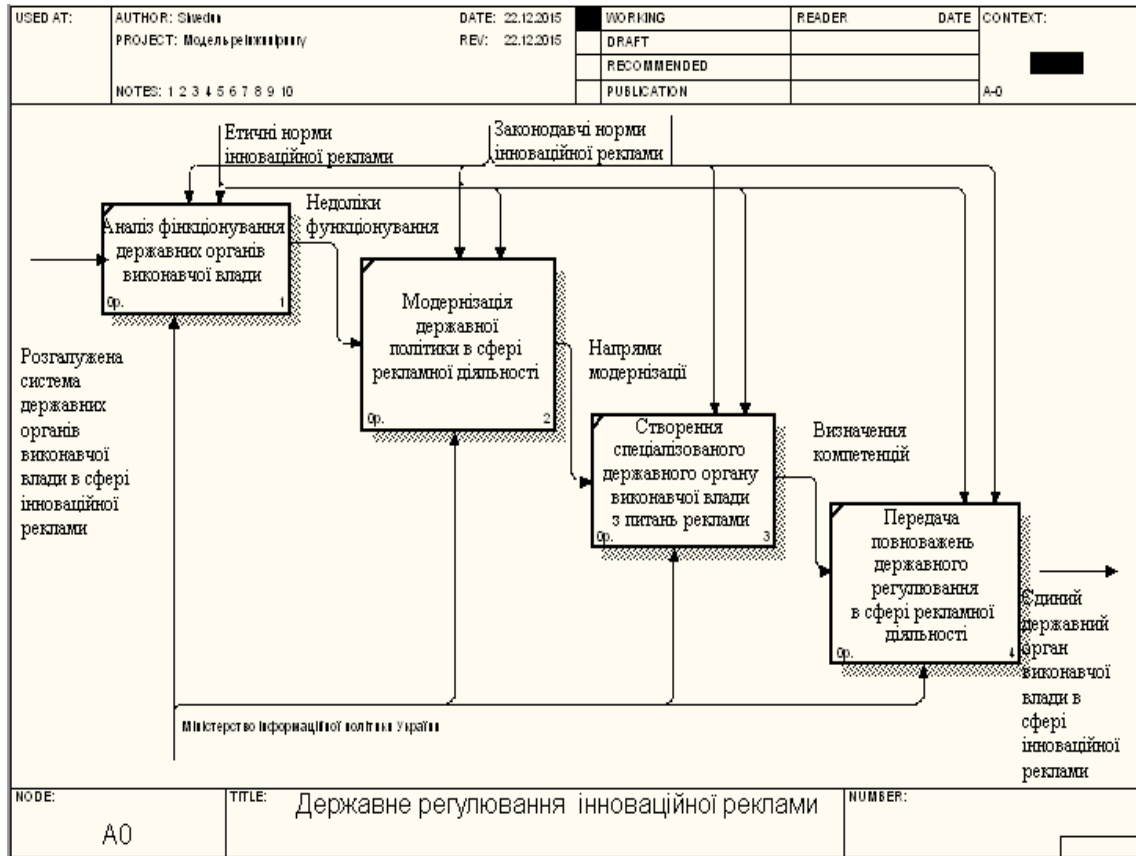 USED AT:
AUTHOR: Shvedun
DATE: 22.12.2015
PROJECT: Модель реінжинірингу
REV: 22.12.2015
NOTES: 1 2 3 4 5 6 7 8 9 10
WORKING
DRAFT
RECOMMENDED
PUBLICATION
READER
DATE
CONTEXT:
A-0
Етичні норми
інноваційної реклами
Законодавчі норми
інноваційної реклами
Аналіз фінкціонування
державних органів
виконавчої влади
0р.
1
Недоліки
функціонування
Модернізація
державної
політики в сфері
рекламної діяльності
0р.
2
Розгалужена
система
державних
органів
виконавчої
влади в сфері
інноваційної
реклами
Напрями
модернізації
Створення
спеціалізованого
державного органу
виконавчої влади
з питань реклами
0р.
3
Визначення
компетенцій
Передача
повноважень
державного
регулювання
в сфері рекламної
діяльності
0р.
4
Єдиний
державний
орган
виконавчої
влади в
сфері
інноваційної
реклами
Міністерство інформаційної політики України
NODE:
A0
TITLE:
Державне регулювання інноваційної реклами
NUMBER: